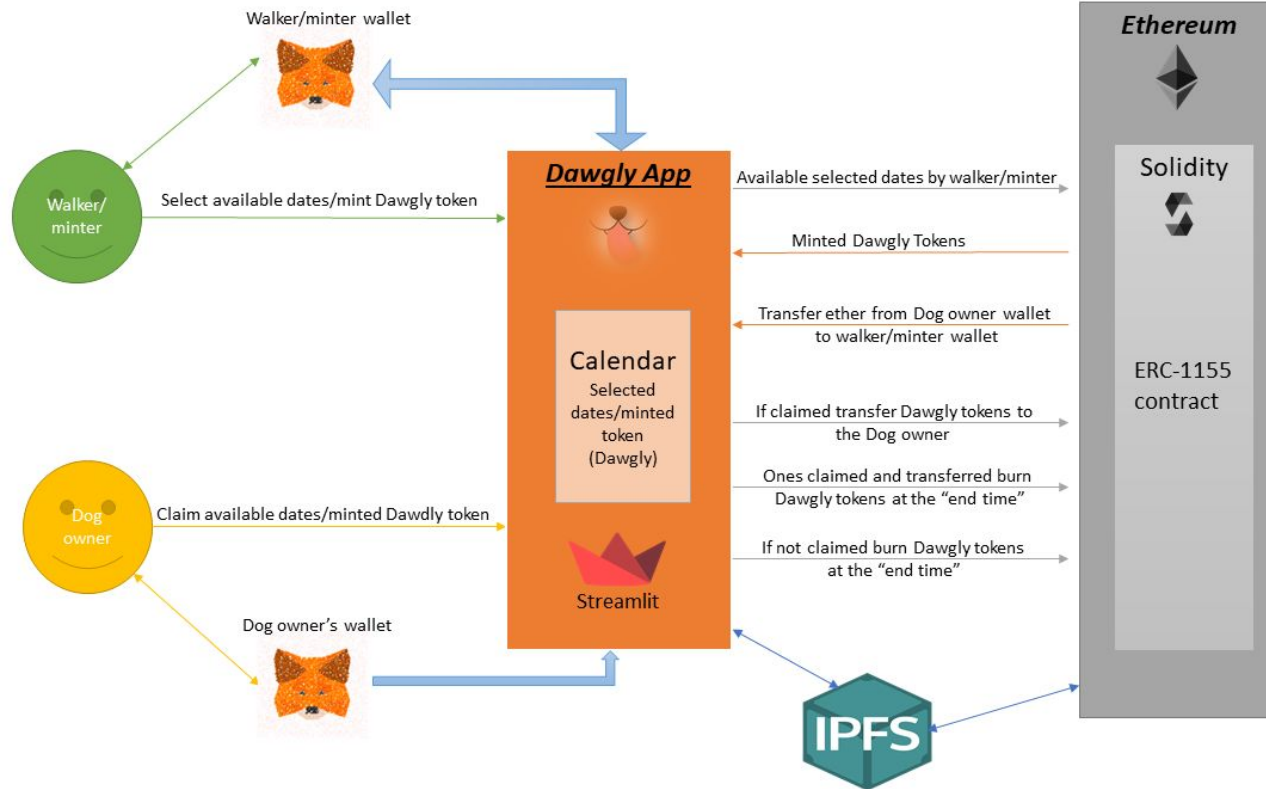 Walker/minter wallet
Walker/
minter
Select available dates/mint Dawgly token
Dog
owner
Claim available dates/minted Dawdly token
Dog owner's wallet
Dawgly App
Calendar
Selected
dates/minted
token
(Dawgly)
Streamlit
Available selected dates by walker/minter
Minted Dawgly Tokens
Transfer ether from Dog owner wallet
to walker/minter wallet
If claimed transfer Dawgly tokens to
the Dog owner
Ones claimed and transferred burn
Dawgly tokens at the “end time”
If not claimed burn Dawgly tokens
at the “end time”
IPFS
Ethereum
Solidity
ERC-1155
contract